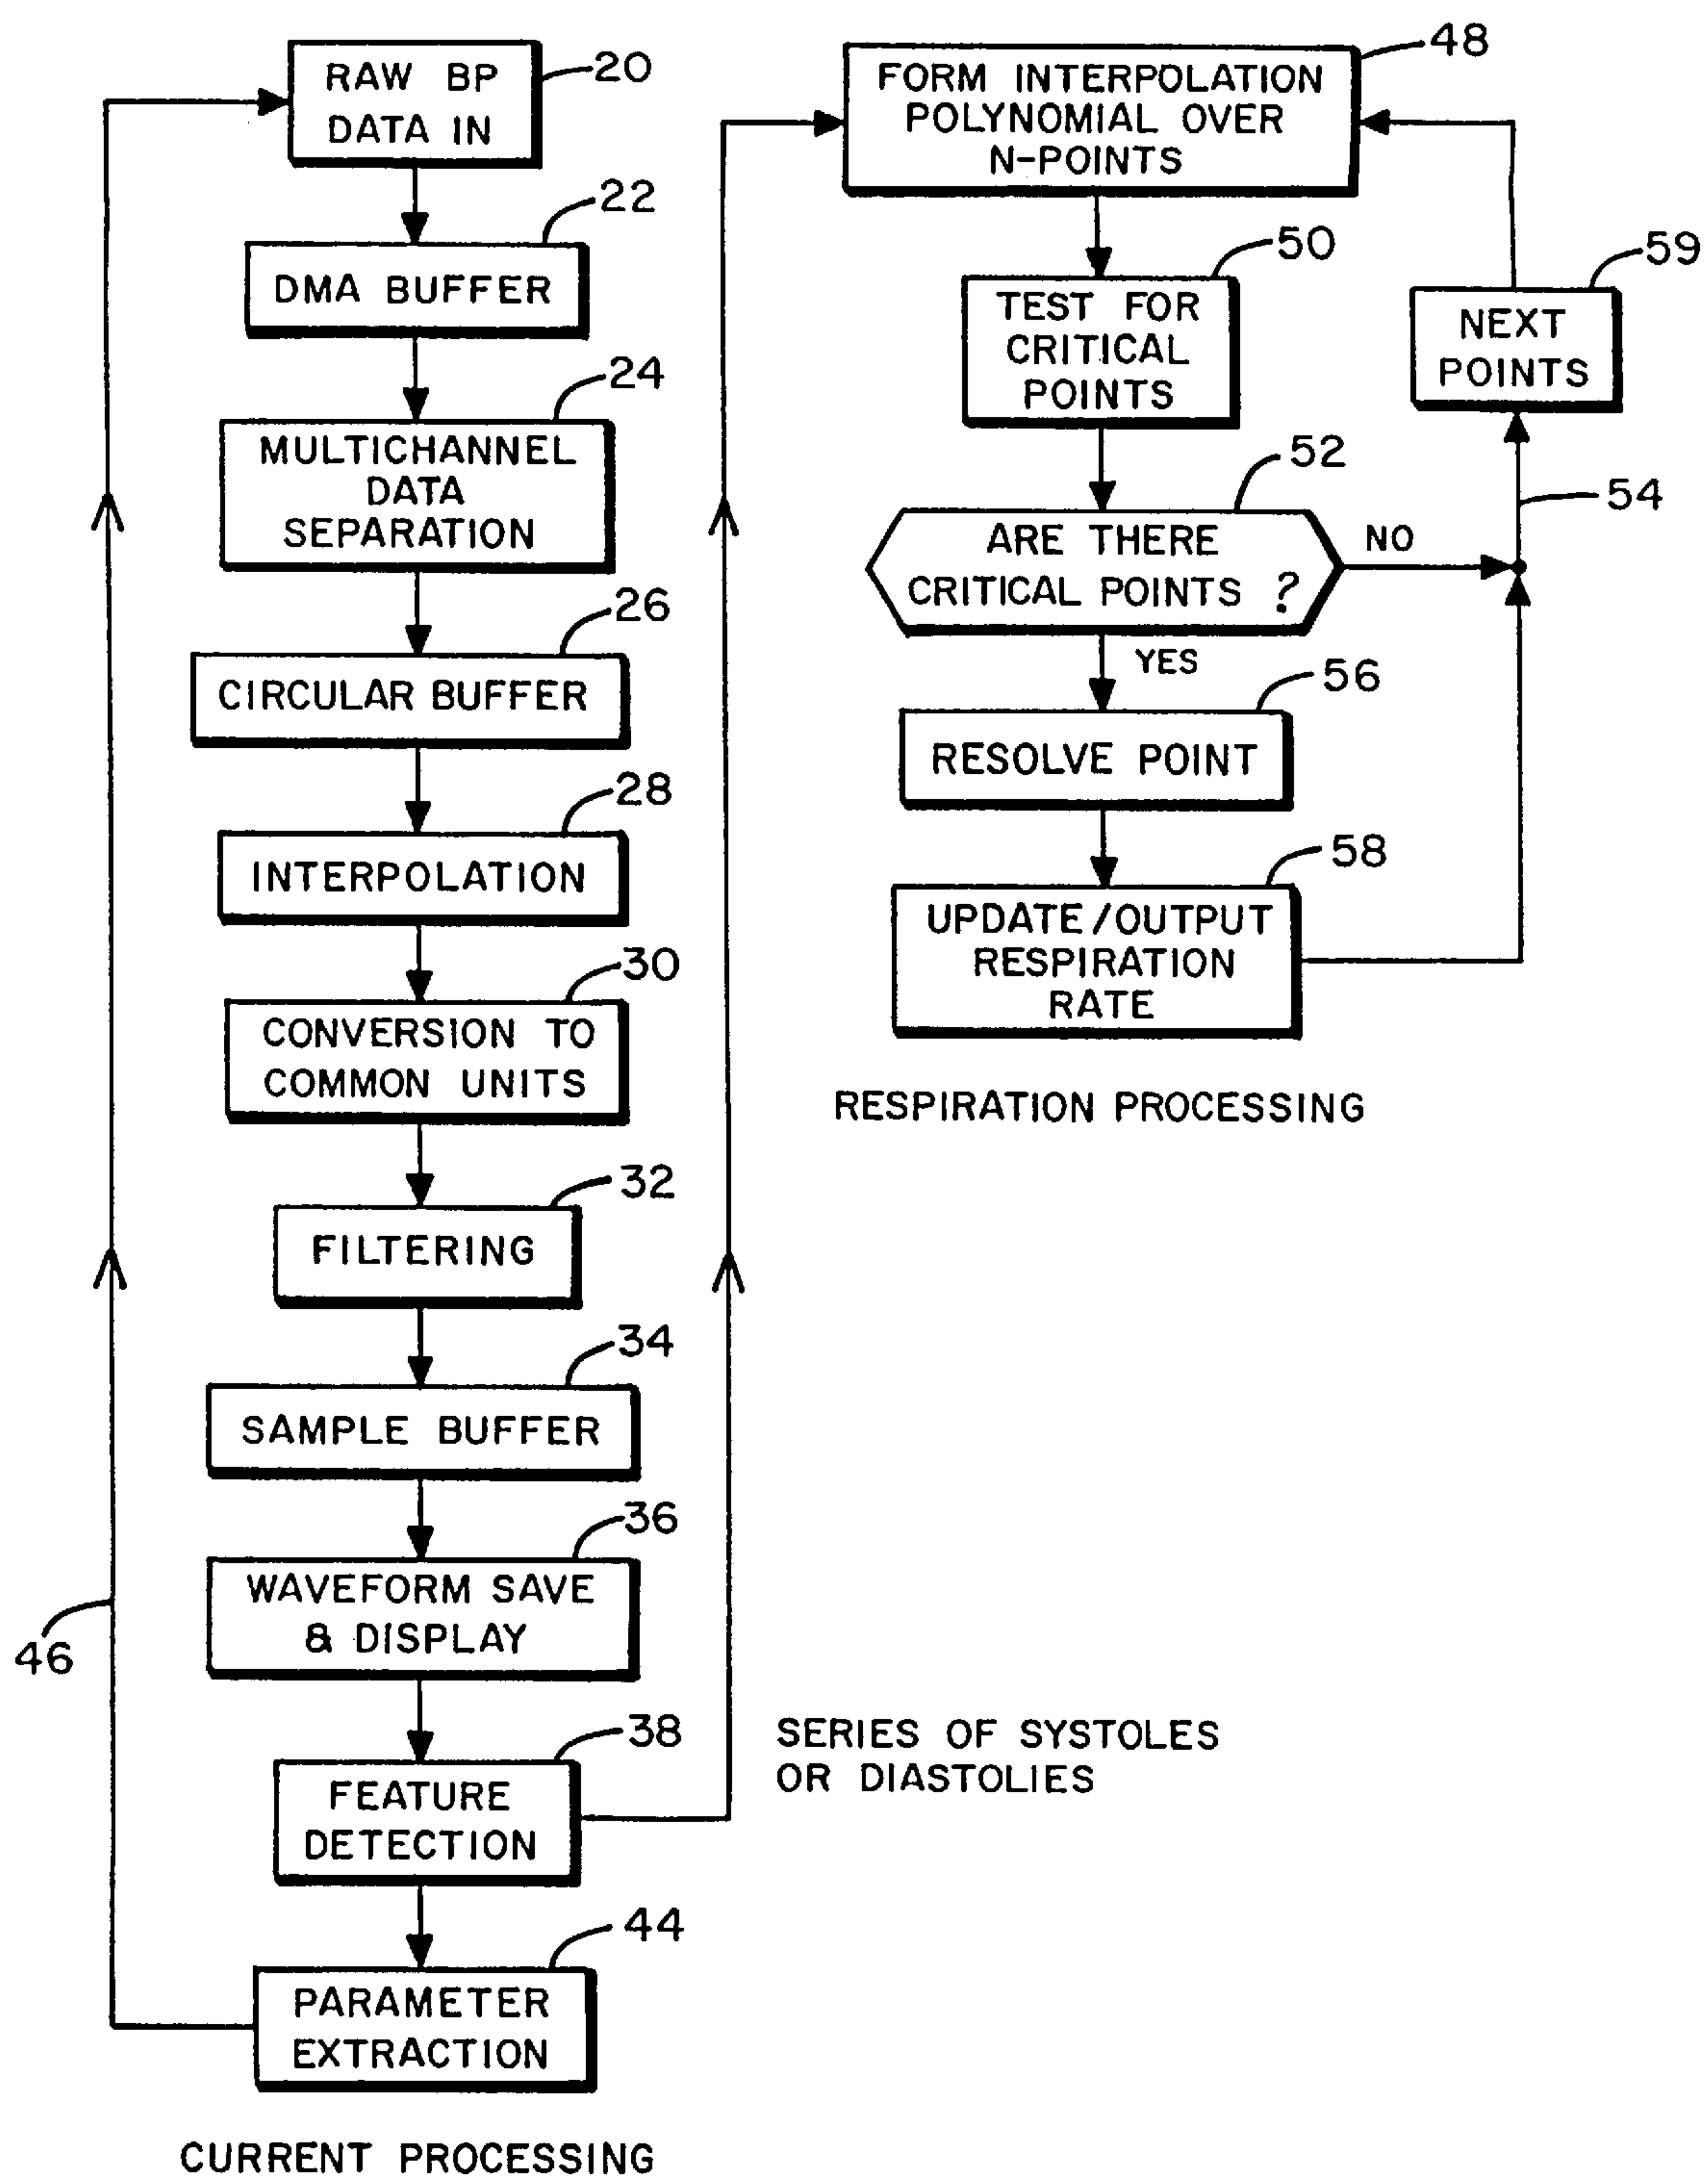 RAW BP
DATA IN
20
DMA BUFFER
22
MULTICHANNEL
DATA
SEPARATION
24
CIRCULAR BUFFER
26
INTERPOLATION
28
CONVERSION TO
COMMON UNITS
30
FILTERING
32
SAMPLE BUFFER
34
WAVEFORM SAVE
& DISPLAY
36
FEATURE
DETECTION
38
PARAMETER
EXTRACTION
44
46
CURRENT PROCESSING
SERIES OF SYSTOLES
OR DIASTOLIES
FORM INTERPOLATION
POLYNOMIAL OVER
N-POINTS
48
TEST FOR
CRITICAL
POINTS
50
ARE THERE
CRITICAL POINTS ?
52
NO
54
NEXT
POINTS
59
YES
RESOLVE POINT
56
UPDATE/OUTPUT
RESPIRATION
RATE
58
RESPIRATION PROCESSING